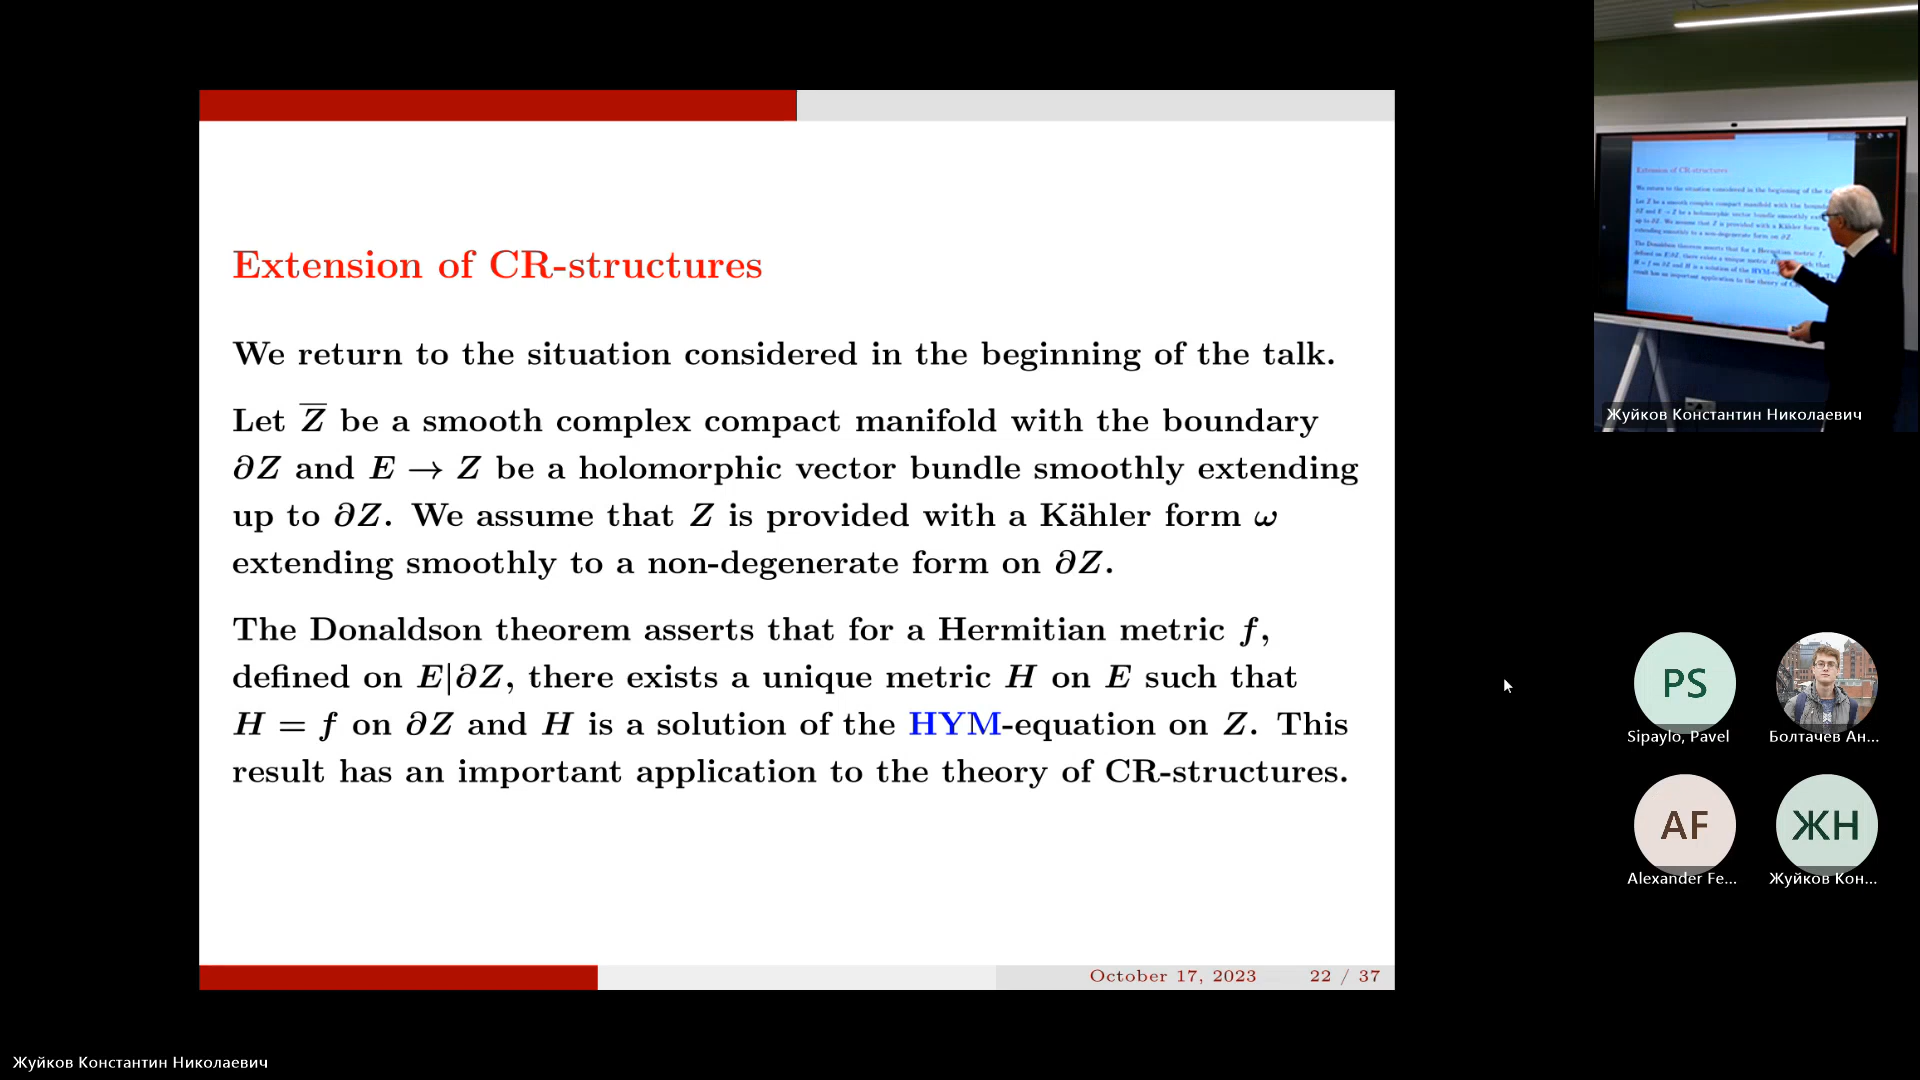 Extension of CR-structures
We return to the situation considered in the beginning of the talk.
Let Z̅ be a smooth complex compact manifold with the boundary
∂Z and E → Z be a holomorphic vector bundle smoothly extending
up to ∂Z. We assume that Z is provided with a Kähler form ω
extending smoothly to a non-degenerate form on ∂Z.
The Donaldson theorem asserts that for a Hermitian metric f,
defined on E|∂Z, there exists a unique metric H on E such that
H = f on ∂Z and H is a solution of the HYM-equation on Z. This
result has an important application to the theory of CR-structures.
October 17, 2023 22 / 37
Жуйков Константин Николаевич
PS
Sipaylo, Pavel
Болтачев Ан...
AF
Alexander Fe...
ЖН
Жуйков Кон...
Жуйков Константин Николаевич